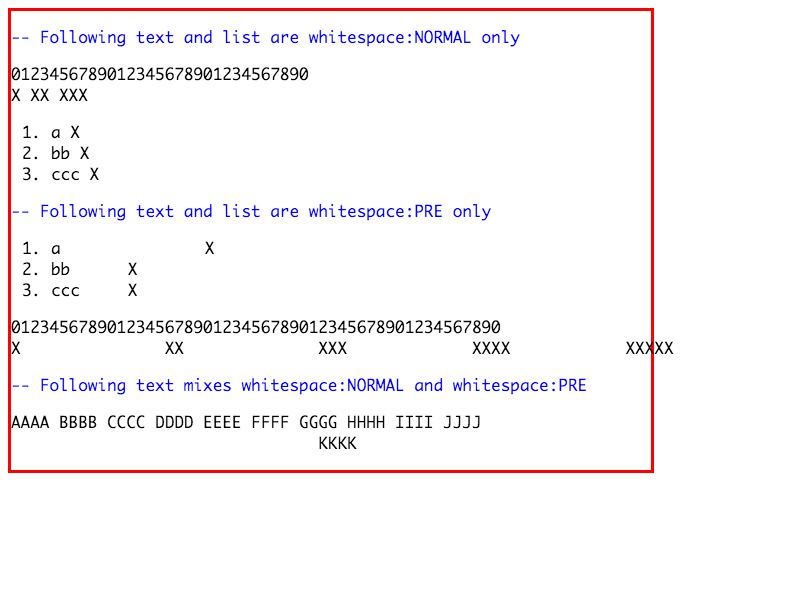 -- Following text and list are whitespace:NORMAL only
0123456789012345678901234567890
X XX XXX
1. a X
2. bb X
3. ccc X
-- Following text and list are whitespace:PRE only
1. a               X
2. bb      X
3. ccc     X
012345678901234567890123456789012345678901234567890
X               XX              XXX             XXXX            XXXXX
-- Following text mixes whitespace:NORMAL and whitespace:PRE
AAAA BBBB CCCC DDDD EEEE FFFF GGGG HHHH IIII JJJJ
                                KKKK